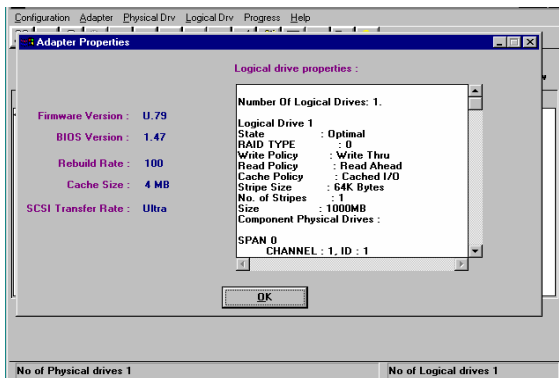 Configuration Adapter Physical Drv Logical Drv Progress Help
Adapter Properties
Logical drive properties :
Firmware Version : U.79
BIOS Version : 1.47
Rebuild Rate : 100
Cache Size : 4 MB
SCSI Transfer Rate : Ultra
Number Of Logical Drives: 1.
Logical Drive 1
State : Optimal
RAID TYPE : 0
Write Policy : Write Thru
Read Policy : Read Ahead
Cache Policy : Cached I/O
Stripe Size : 64K Bytes
No. of Stripes : 1
Size : 1000MB
Component Physical Drives :
SPAN 0
CHANNEL : 1, ID : 1
OK
No of Physical drives 1
No of Logical drives 1